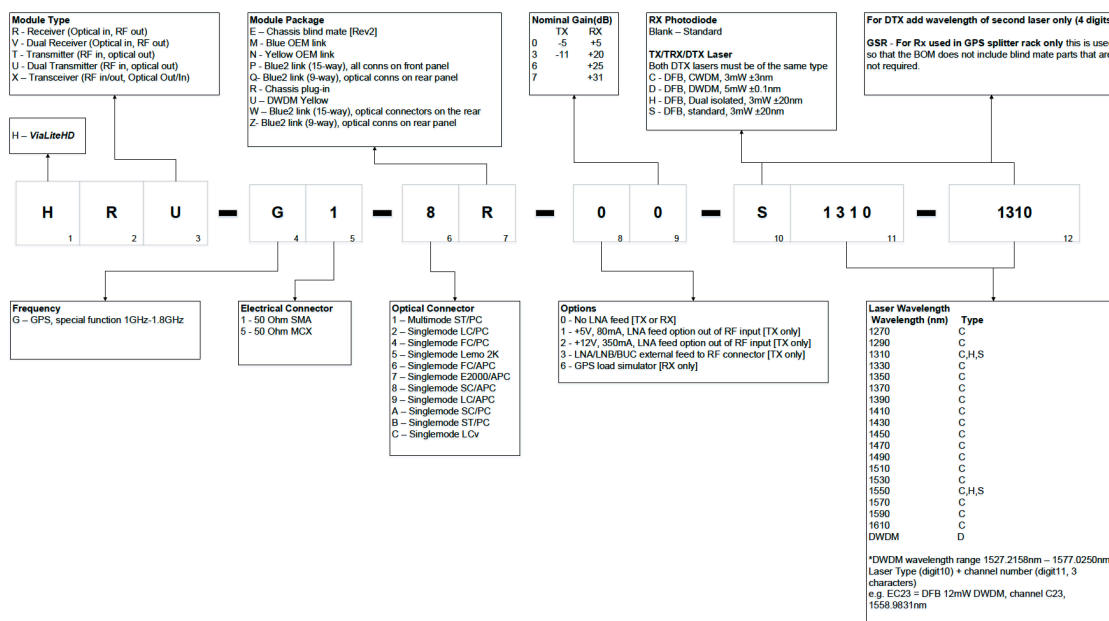 Module Type
R - Receiver (Optical in, RF out)
V - Dual Receiver (Optical in, RF out)
T - Transmitter (RF in, optical out)
U - Dual Transmitter (RF in, optical out)
X – Transceiver (RF in/out, Optical Out/In)
H – ViaLiteHD
Module Package
E – Chassis blind mate [Rev2]
M - Blue OEM link
N - Yellow OEM link
P - Blue2 link (15-way), all conns on front panel
Q- Blue2 link (9-way), optical conns on rear panel
R - Chassis plug-in
U – DWDM Yellow
W – Blue2 link (15-way), optical connectors on the rear
Z- Blue2 link (9-way), optical conns on rear panel
Nominal Gain(dB)
TX RX
0 -5 +5
3 -11 +20
6 +25
7 +31
RX Photodiode
Blank – Standard
TX/TRX/DTX Laser
Both DTX lasers must be of the same type
C - DFB, CWDM, 3mW ±3nm
D - DFB, DWDM, 5mW ±0.1nm
H - DFB, Dual isolated, 3mW ±20nm
S - DFB, standard, 3mW ±20nm
For DTX add wavelength of second laser only (4 digits
GSR - For Rx used in GPS splitter rack only this is use
so that the BOM does not include blind mate parts that are
not required.
H R U – G 1 – 8 R – 0 0 – S 1 3 1 0 – 1310
1 2 3 4 5 6 7 8 9 10 11 12
Frequency
G – GPS, special function 1GHz-1.8GHz
Electrical Connector
1 - 50 Ohm SMA
5 - 50 Ohm MCX
Optical Connector
1 – Multimode ST/PC
2 – Singlemode LC/PC
4 – Singlemode FC/PC
5 – Singlemode Lemo 2K
6 – Singlemode FC/APC
7 – Singlemode E2000/APC
8 – Singlemode SC/APC
9 – Singlemode LC/APC
A – Singlemode SC/PC
B – Singlemode ST/PC
C – Singlemode LCv
Options
0 - No LNA feed [TX or RX]
1 - +5V, 80mA, LNA feed option out of RF input [TX only]
2 - +12V, 350mA, LNA feed option out of RF input [TX only]
3 – LNA/LNB/BUC external feed to RF connector [TX only]
6 - GPS load simulator [RX only]
Laser Wavelength
Wavelength (nm) Type
1270 C
1290 C
1310 C,H,S
1330 C
1350 C
1370 C
1390 C
1410 C
1430 C
1450 C
1470 C
1490 C
1510 C
1530 C
1550 C,H,S
1570 C
1590 C
1610 C
DWDM D
*DWDM wavelength range 1527.2158nm – 1577.0250nm
Laser Type (digit10) + channel number (digit11, 3
characters)
e.g. EC23 = DFB 12mW DWDM, channel C23,
1558.9831nm